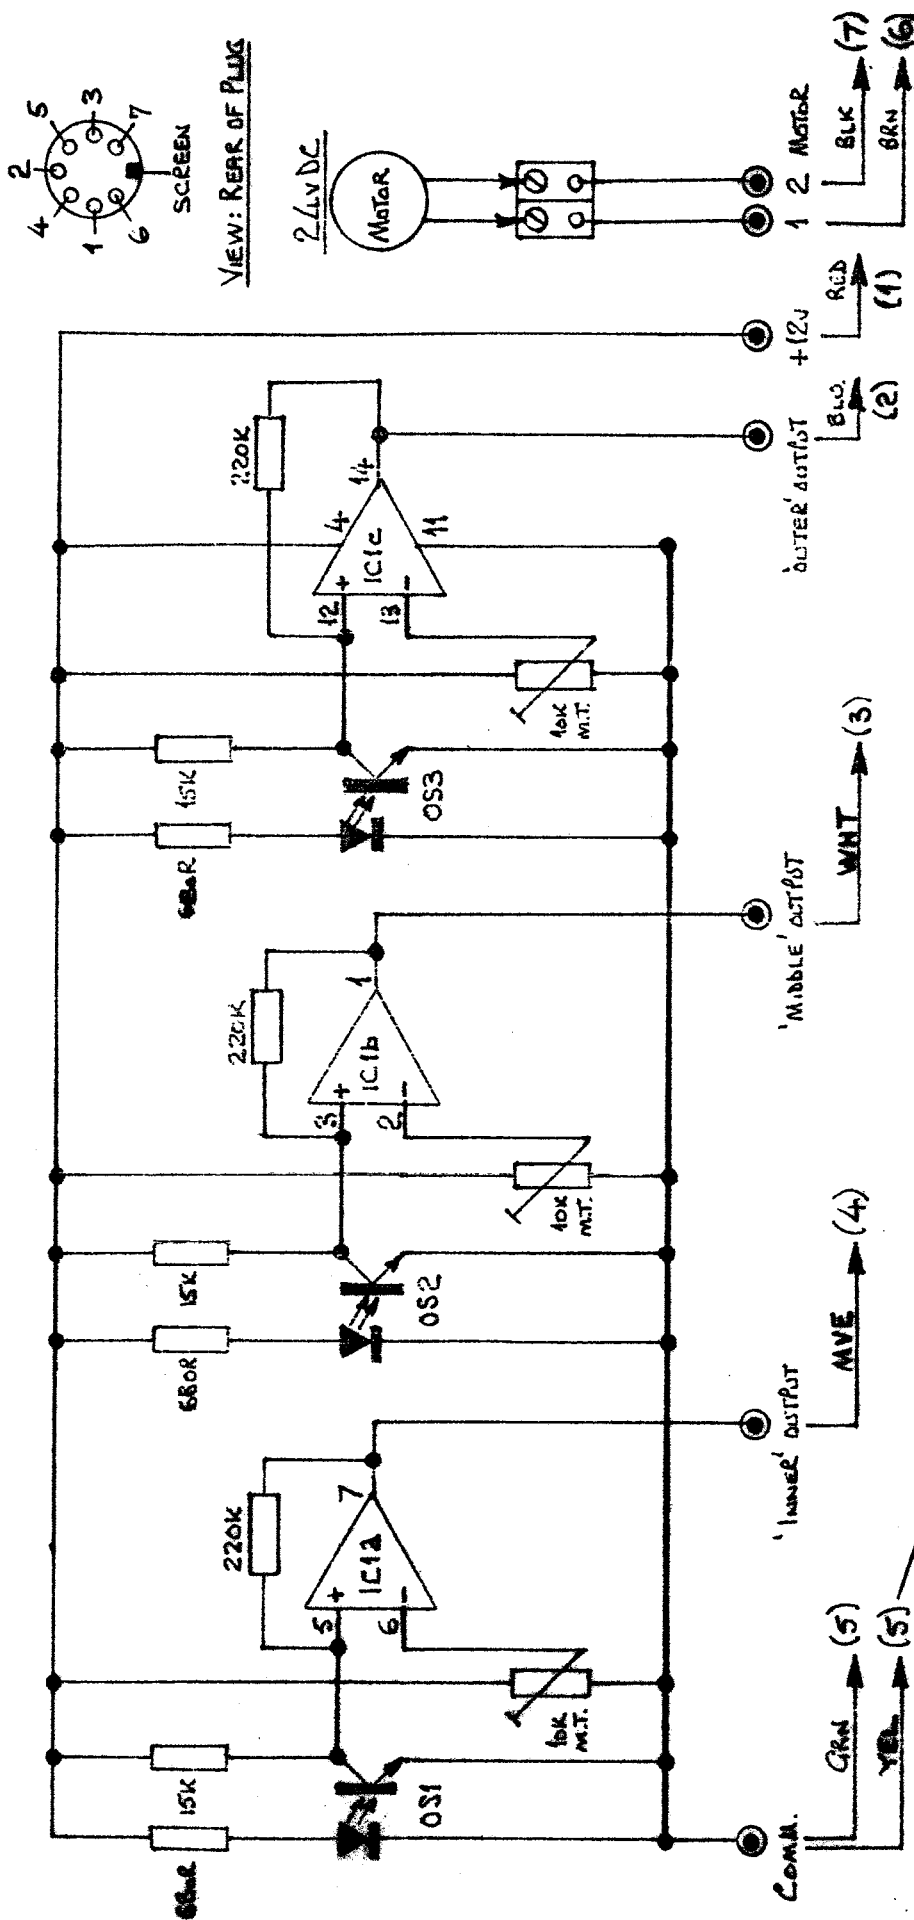 680R
15K
OS1
10K
M.T.
220K
5
+
6
-
IC1a
7
680R
15K
OS2
10K
M.T.
220K
3
+
2
-
IC1b
1
680R
15K
OS3
10K
M.T.
220K
12
+
13
-
IC1c
4
11
14
COMM.
GRN (5)
YEL (5)
'INNER' OUTPUT
MVE (4)
'MIDDLE' OUTPUT
WHT (3)
'OUTER' OUTPUT
BLU.
(2)
+12V
RED
(1)
1 2 MOTOR
BLK (7)
BRN (6)
24V DC
MOTOR
2
4 5
1 3
6 7
SCREEN
VIEW: REAR OF PLUG